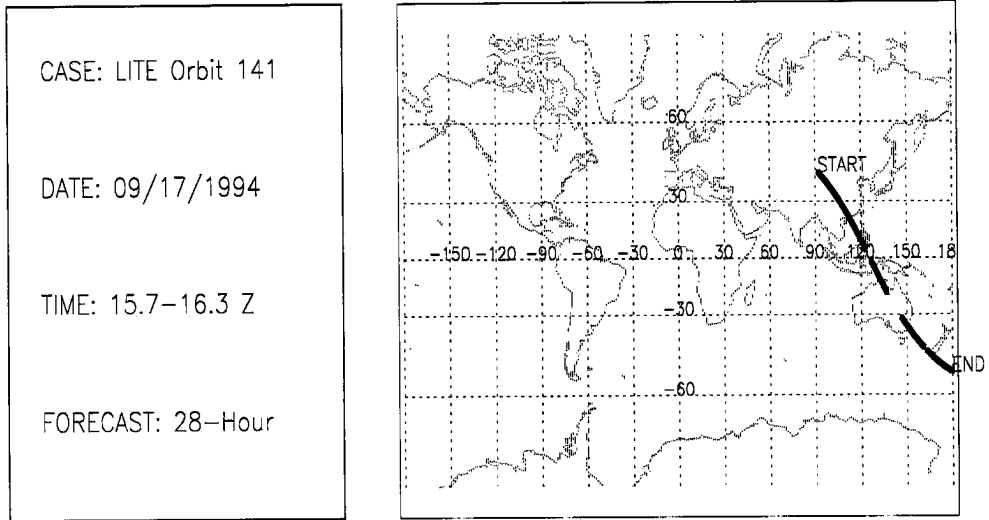 CASE: LITE Orbit 141
DATE: 09/17/1994
TIME: 15.7-16.3 Z
FORECAST: 28-Hour
60
START
30
-150 -120 -90 -60 -30 0 30 60 90 120 150 18
-30
END
-60